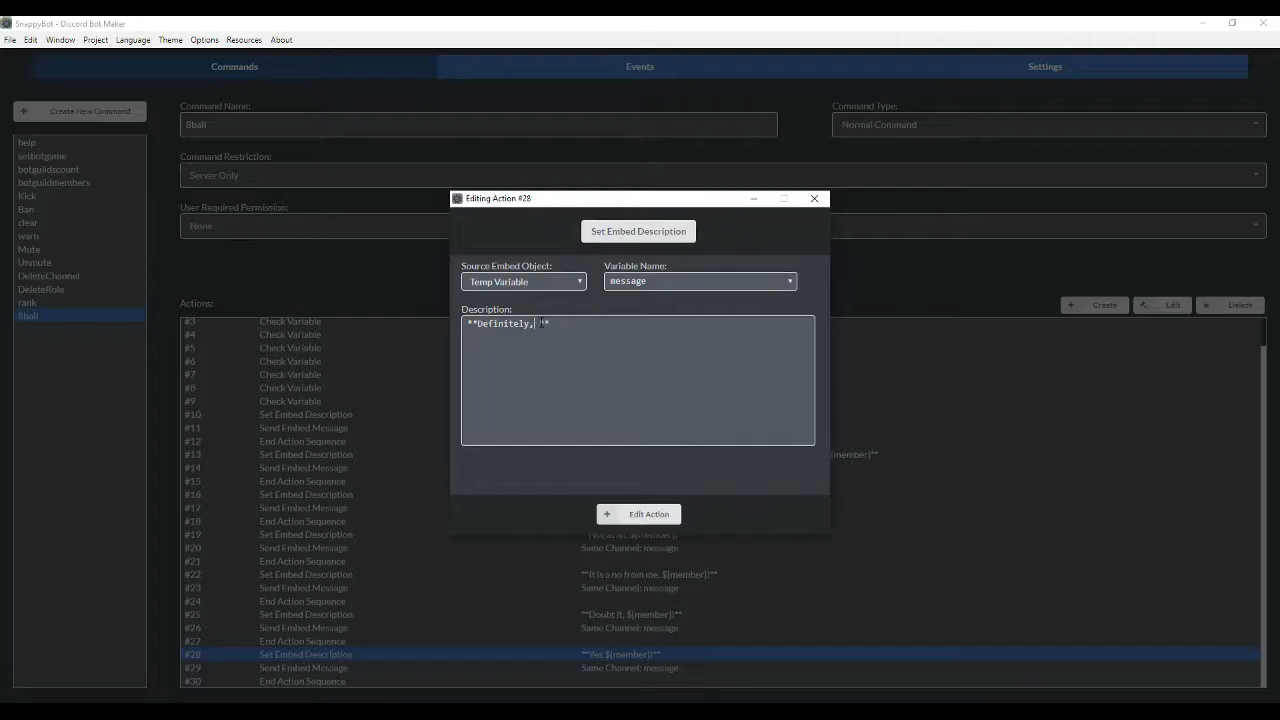 SnappyBot - Discord Bot Maker
File Edit Window Project Language Theme Options Resources About
Commands Events Settings
+ Create New Command
help
setbotgame
botguildscount
botguildmembers
Kick
Ban
clear
warn
Mute
Unmute
DeleteChannel
DeleteRole
rank
8ball
Command Name:
8ball
Command Type:
Normal Command
Command Restriction:
Server Only
User Required Permission:
None
Actions:
+ Create
Edit
× Delete
#3 Check Variable
#4 Check Variable
#5 Check Variable
#6 Check Variable
#7 Check Variable
#8 Check Variable
#9 Check Variable
#10 Set Embed Description
#11 Send Embed Message
#12 End Action Sequence
#13 Set Embed Description {member}**
#14 Send Embed Message
#15 End Action Sequence
#16 Set Embed Description
#17 Send Embed Message
#18 End Action Sequence
#19 Set Embed Description **Not at all, ${member}!**
#20 Send Embed Message Same Channel: message
#21 End Action Sequence
#22 Set Embed Description **It is a no from me, ${member}!**
#23 Send Embed Message Same Channel: message
#24 End Action Sequence
#25 Set Embed Description **Doubt it, ${member}!**
#26 Send Embed Message Same Channel: message
#27 End Action Sequence
#28 Set Embed Description **Yes ${member}!**
#29 Send Embed Message Same Channel: message
#30 End Action Sequence
Editing Action #28
Set Embed Description
Source Embed Object: Variable Name:
Temp Variable message
Description:
**Definitely, **
+ Edit Action